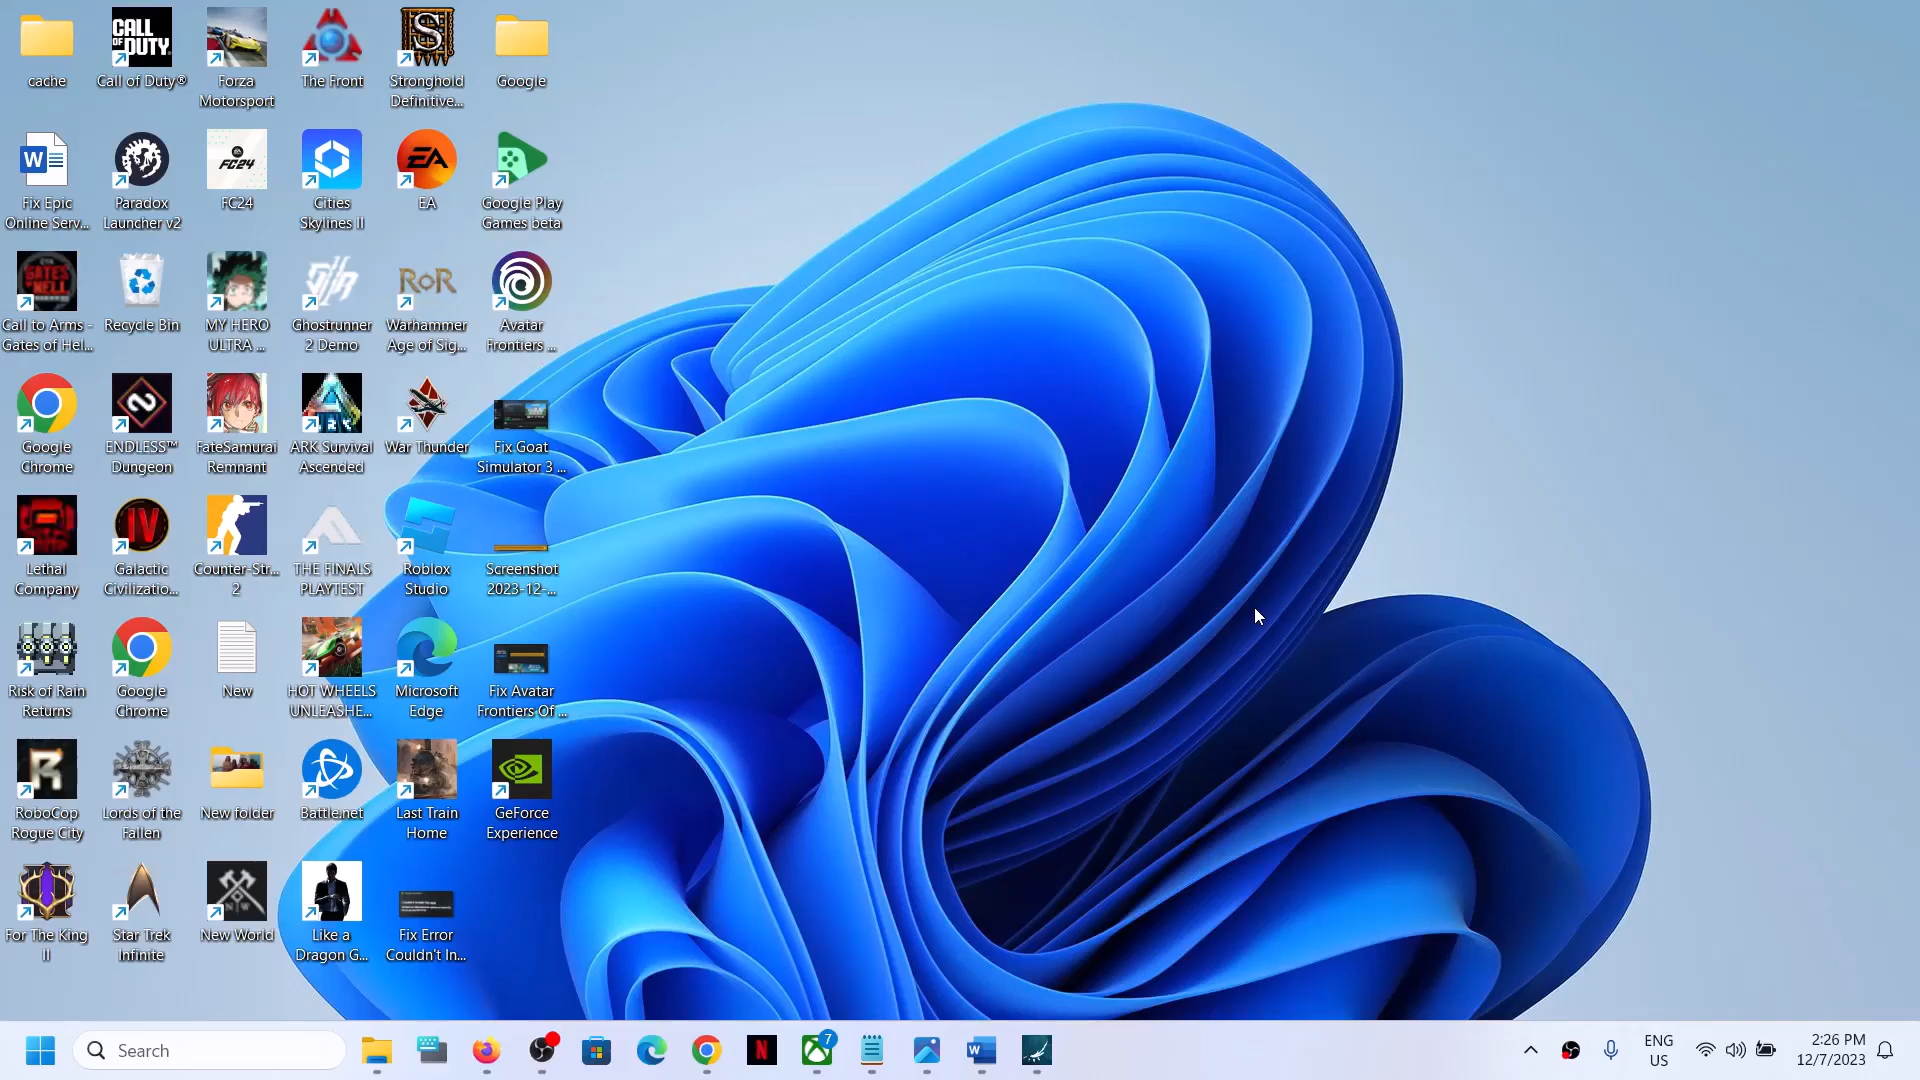 cache
CALL
OF DUTY
Call of Duty®
Forza
Motorsport
The Front
S
Stronghold
Definitive...
Google
W
Fix Epic
Online Serv...
Paradox
Launcher v2
FC24
FC24
Cities
Skylines II
EA
EA
Google Play
Games beta
GATES
HELL
Call to Arms -
Gates of Hel...
Recycle Bin
MY HERO
ULTRA ...
Ghostrunner
2 Demo
RoR
Warhammer
Age of Sig...
Avatar
Frontiers ...
Google
Chrome
ENDLESS™
Dungeon
FateSamurai
Remnant
ARK Survival
Ascended
War Thunder
Fix Goat
Simulator 3 ...
Lethal
Company
IV
Galactic
Civilizatio...
Counter-Str...
2
THE FINALS
PLAYTEST
Roblox
Studio
Screenshot
2023-12-...
Risk of Rain
Returns
Google
Chrome
New
HOT WHEELS
UNLEASHE...
Microsoft
Edge
Fix Avatar
Frontiers Of ...
R
RoboCop
Rogue City
Lords of the
Fallen
New folder
Battle.net
Last Train
Home
GeForce
Experience
For The King
II
Star Trek
Infinite
N W
New World
Like a
Dragon G...
Fix Error
Couldn't In...
Search
N
7
W
ENG
US
2:26 PM
12/7/2023